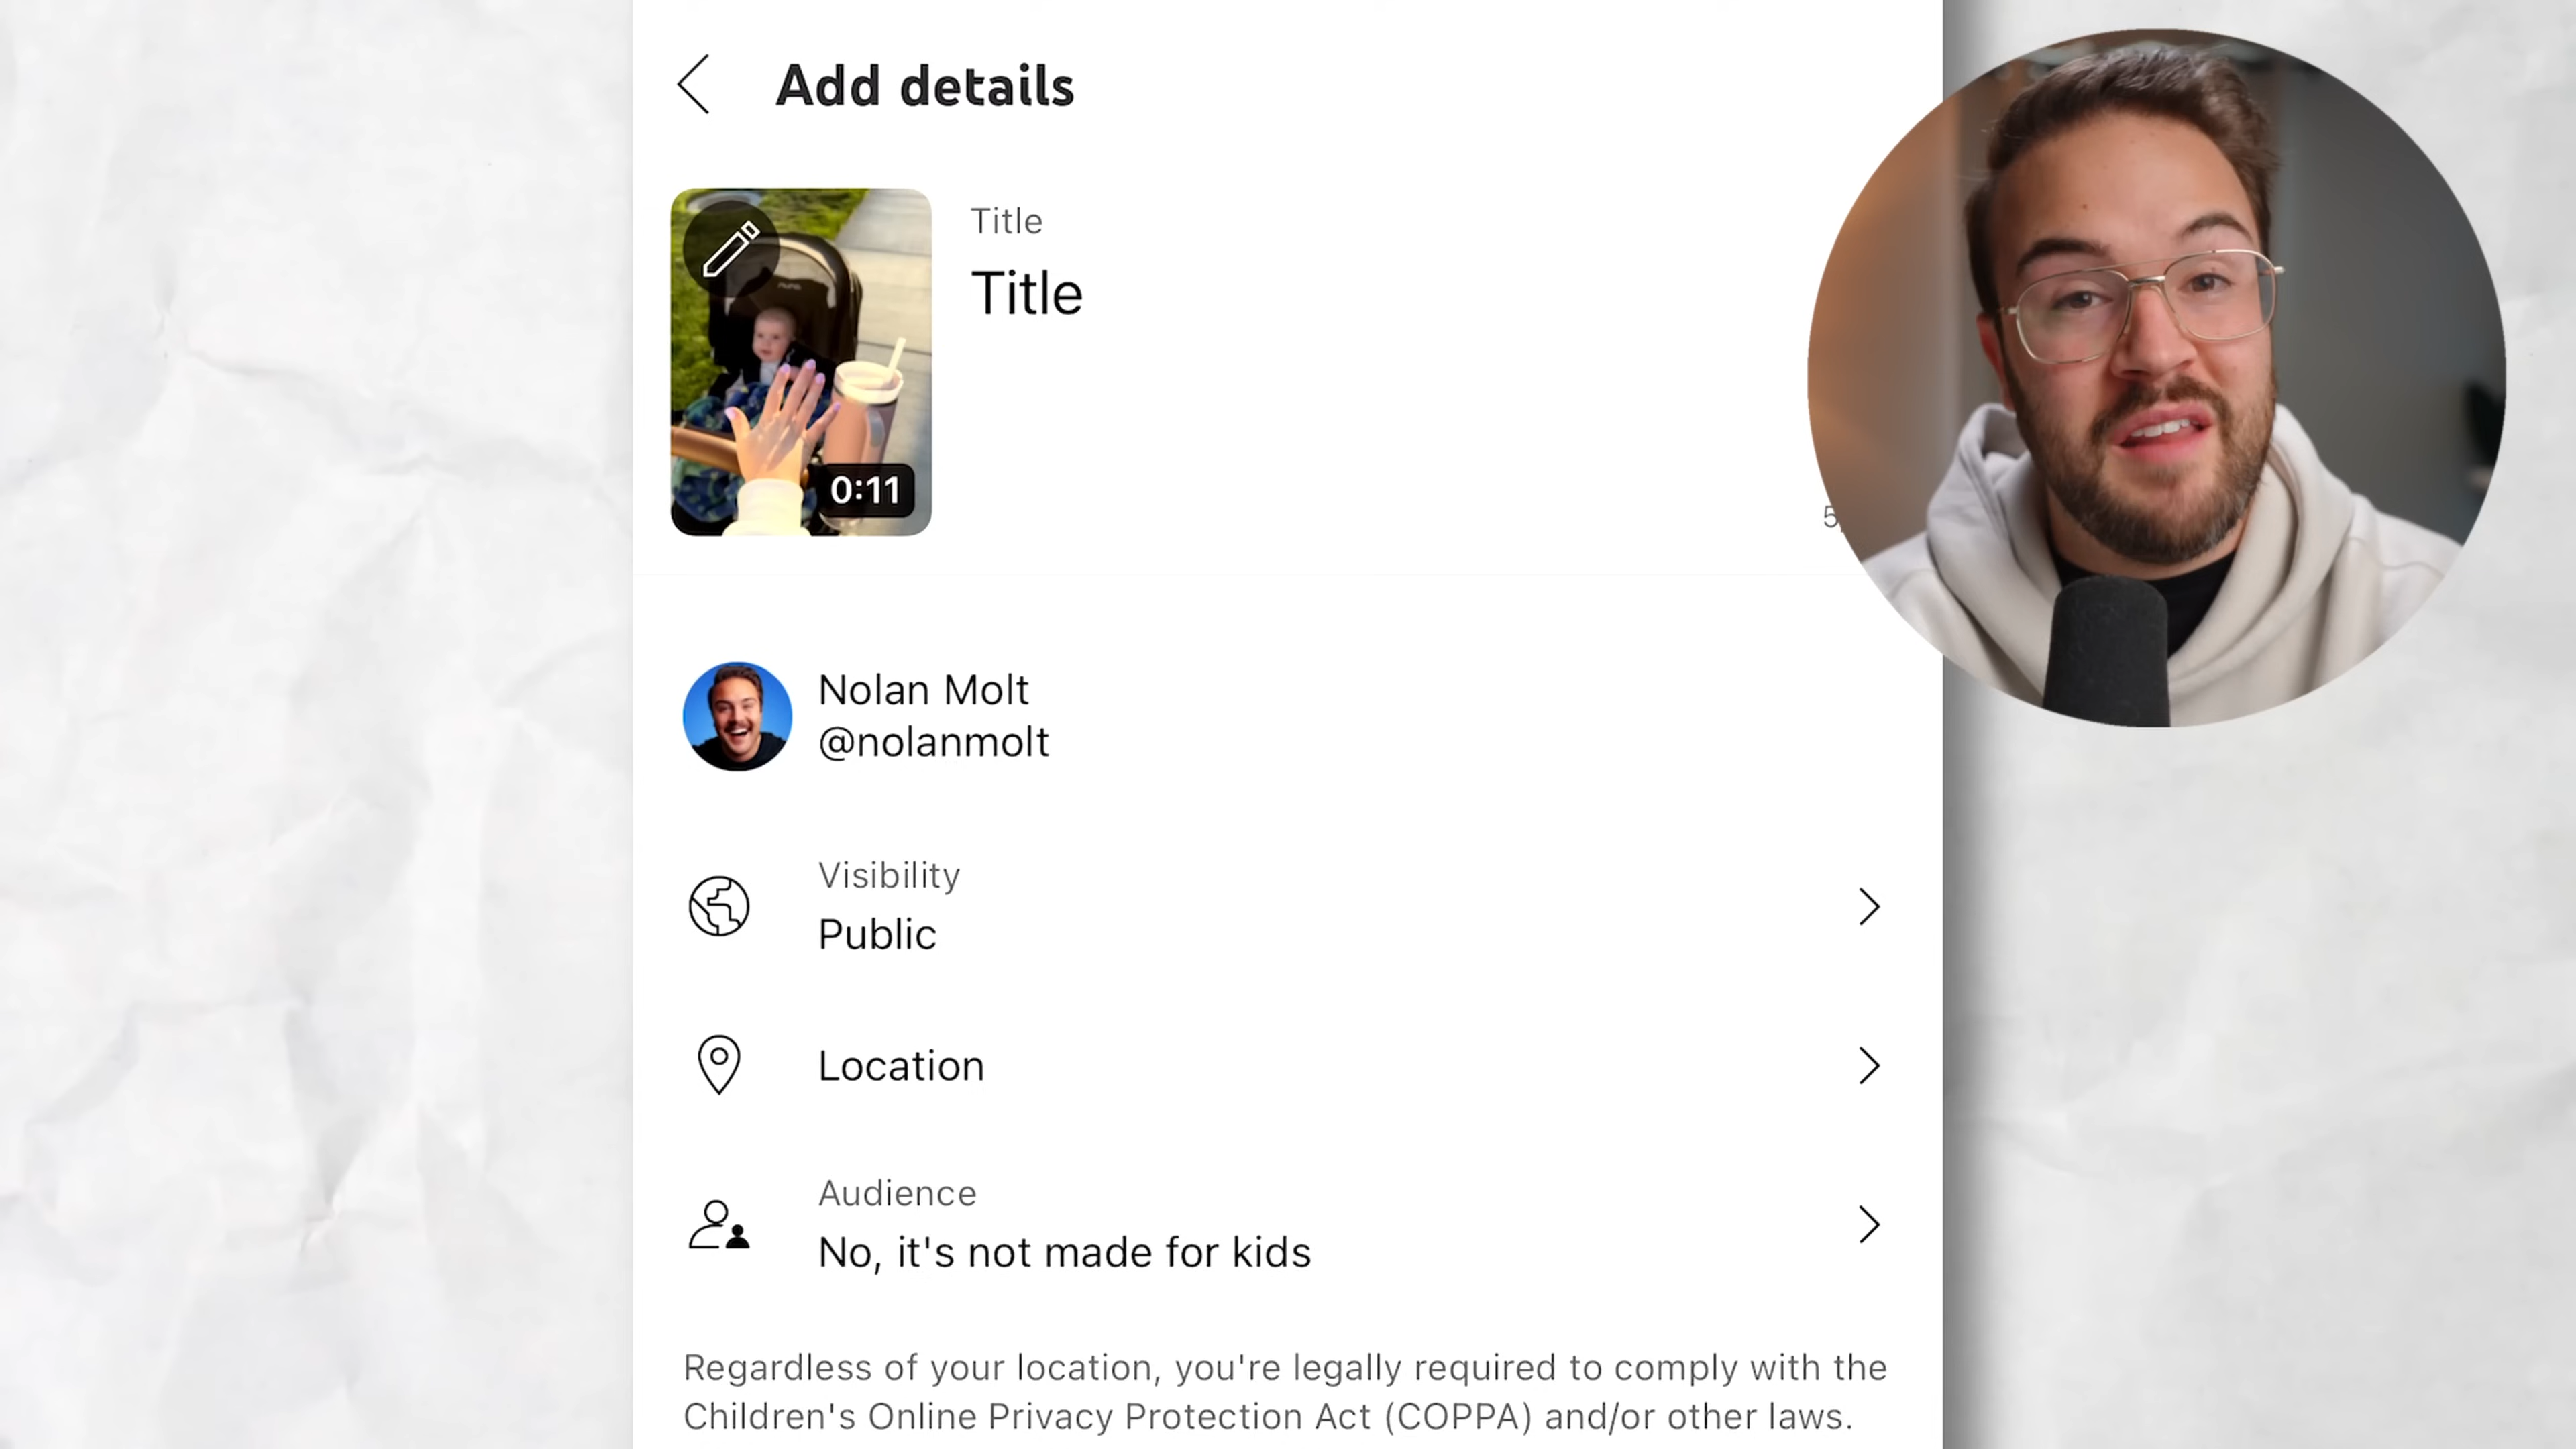 Add details
Title
Title
0:11
5
Nolan Molt
@nolanmolt
Visibility
Public
Location
Audience
No, it's not made for kids
Regardless of your location, you're legally required to comply with the
Children's Online Privacy Protection Act (COPPA) and/or other laws.